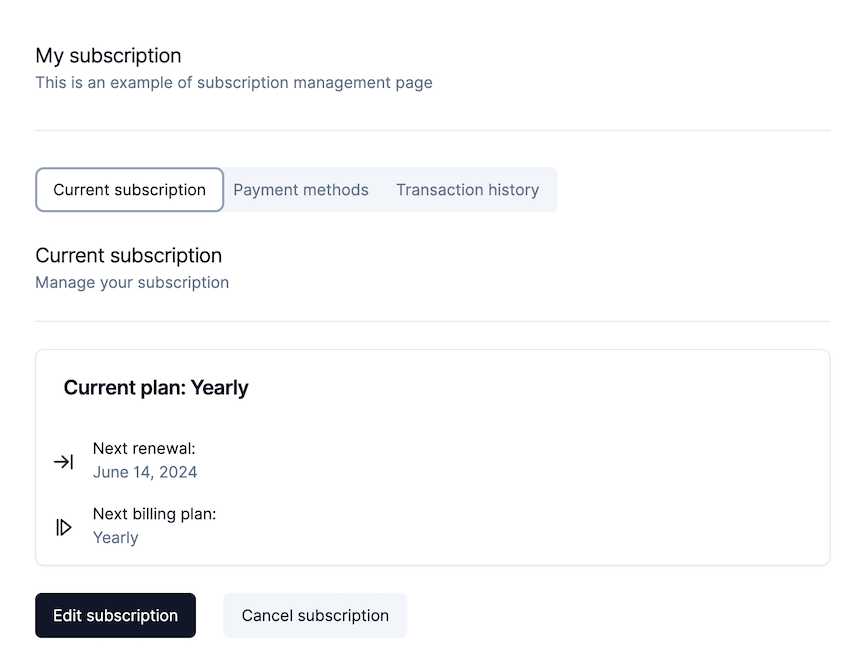 My subscription
This is an example of subscription management page
Current subscription Payment methods Transaction history
Current subscription
Manage your subscription
Current plan: Yearly
Next renewal:
June 14, 2024
Next billing plan:
Yearly
Edit subscription Cancel subscription